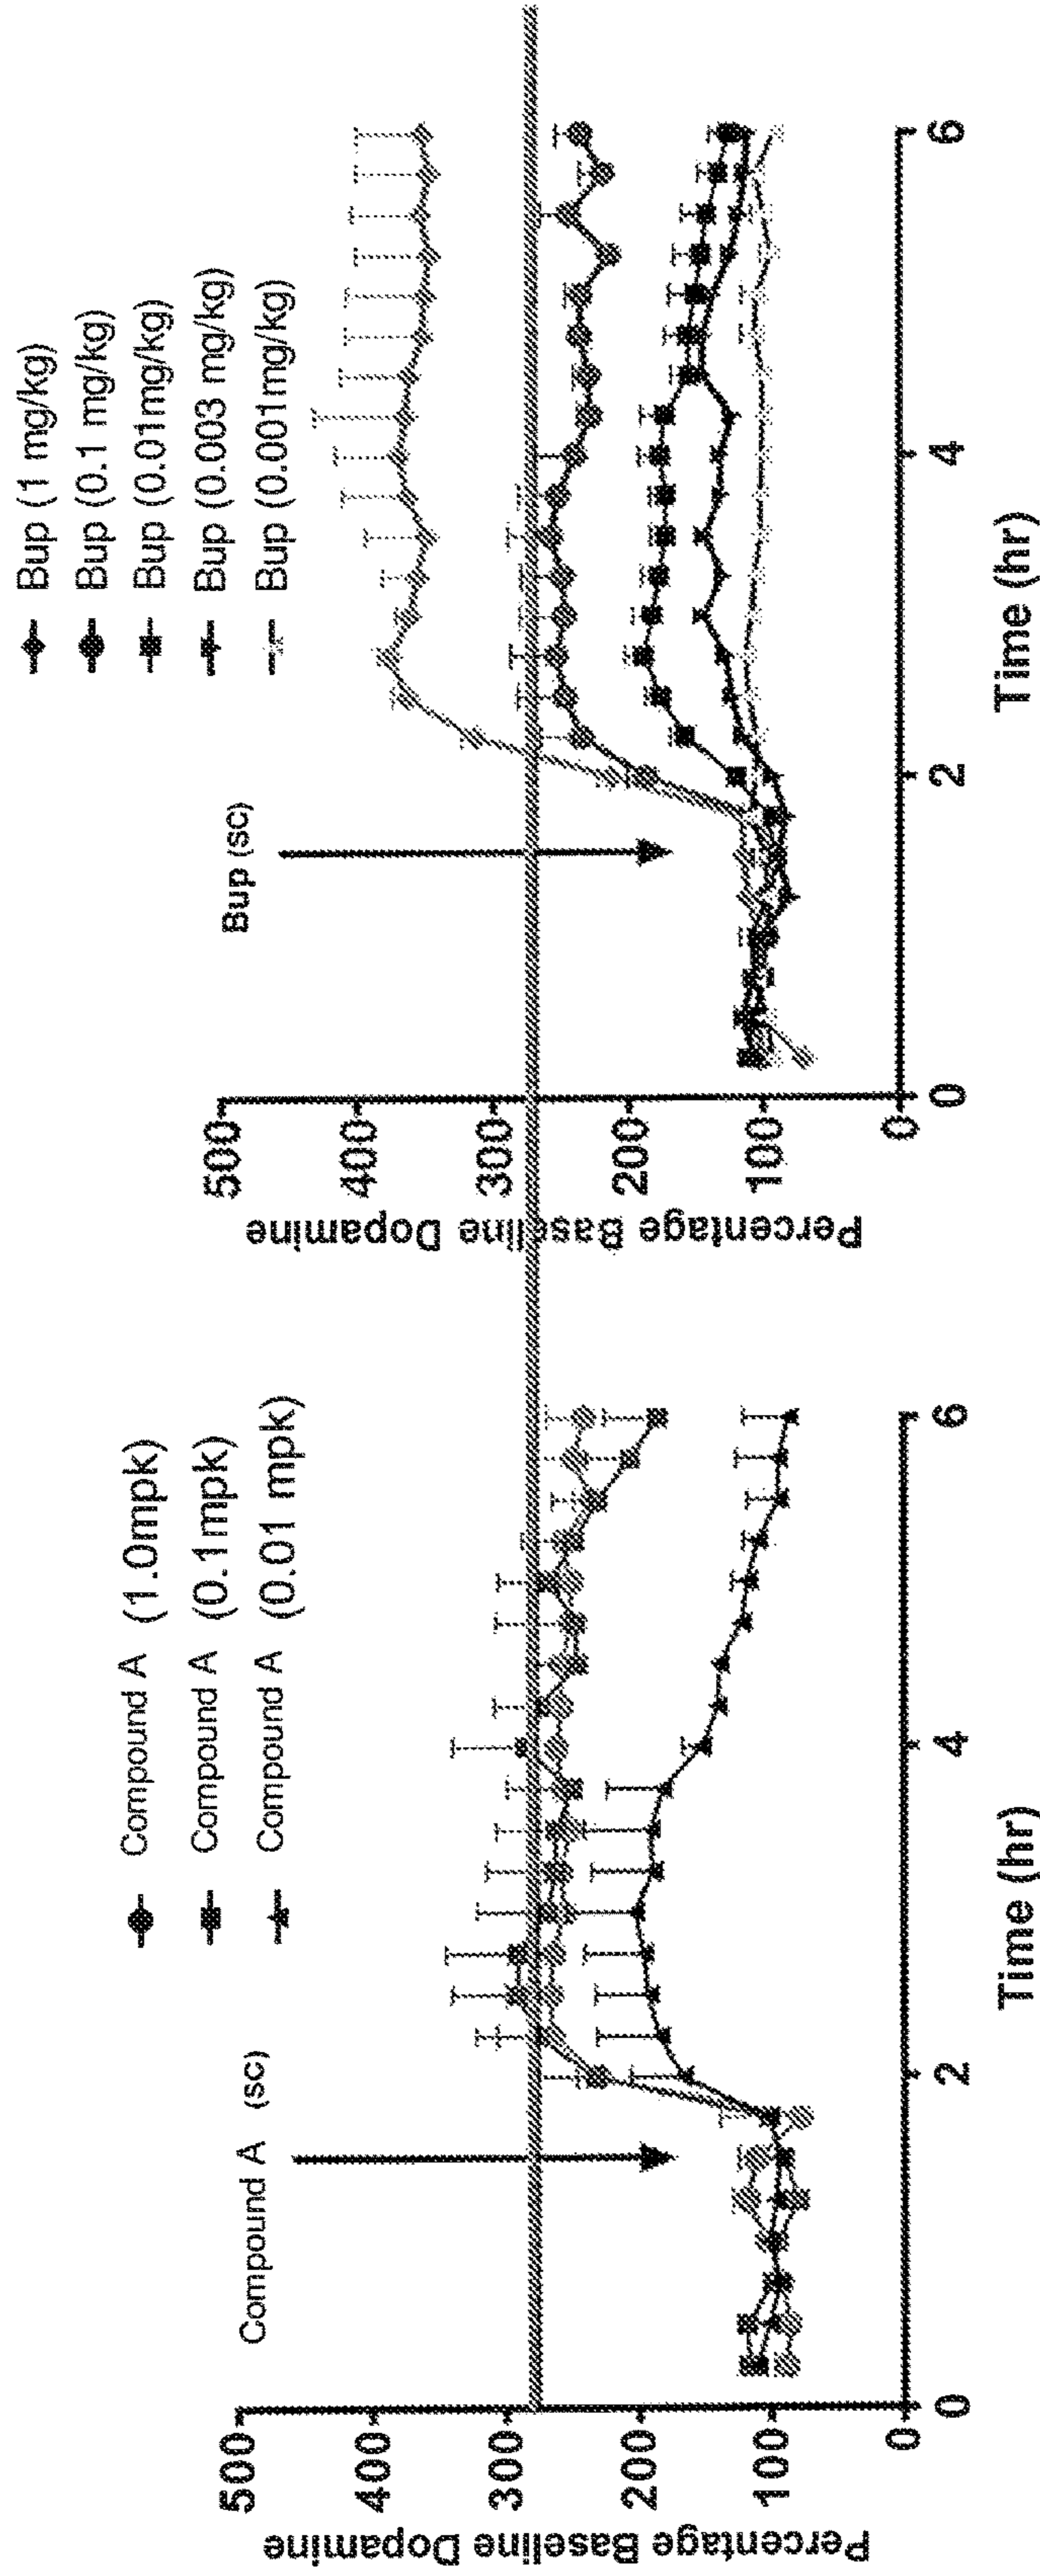 Compound A (1.0mpk)
Compound A (0.1mpk)
Compound A (0.01 mpk)
Compound A (sc)
Percentage Baseline Dopamine
500
400
300
200
100
0
0
2
4
6
Time (hr)
Bup (1 mg/kg)
Bup (0.1 mg/kg)
Bup (0.01mg/kg)
Bup (0.003 mg/kg)
Bup (0.001mg/kg)
Bup (sc)
Percentage Baseline Dopamine
500
400
300
200
100
0
0
2
4
6
Time (hr)